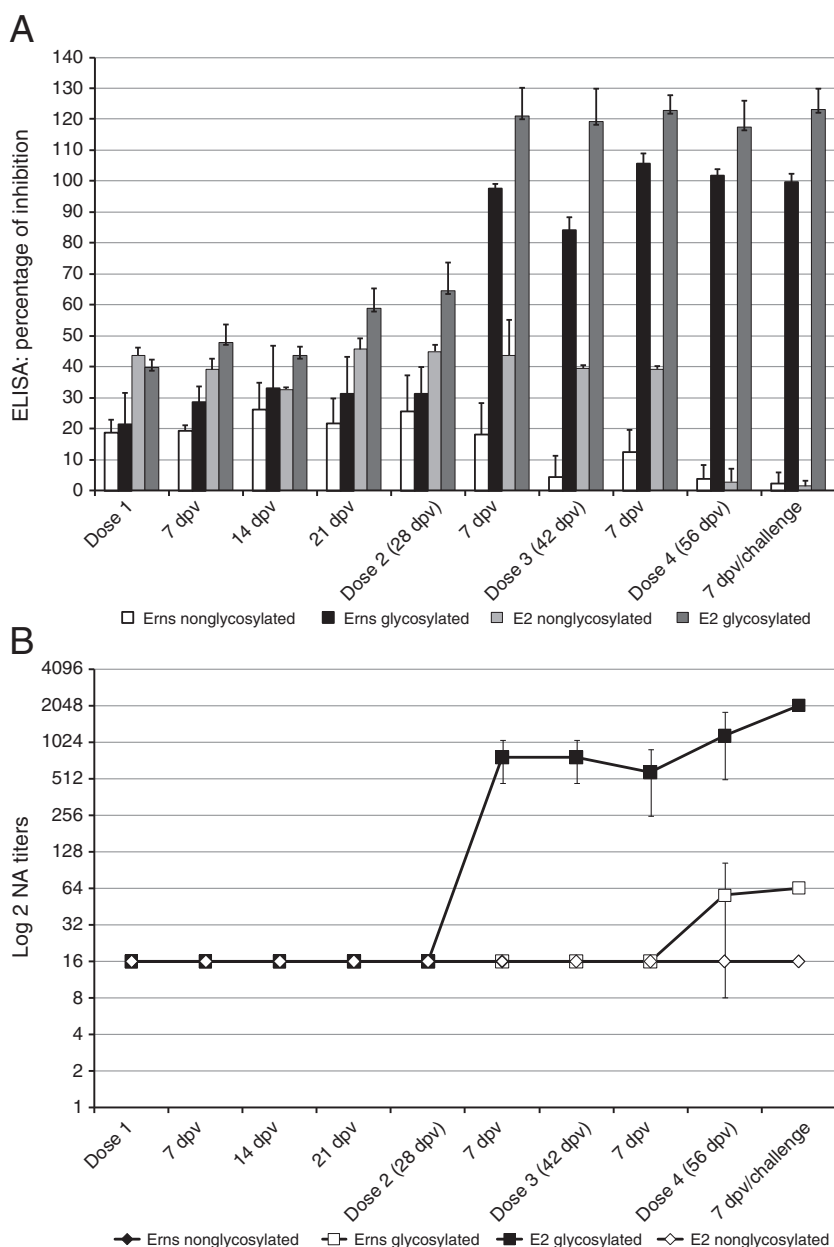 A
140
130
120
110
100
90
80
70
60
50
40
30
20
10
0
ELISA: percentage of inhibition
Dose 1
7 dpv
14 dpv
21 dpv
Dose 2 (28 dpv)
7 dpv
Dose 3 (42 dpv)
7 dpv
Dose 4 (56 dpv)
7 dpv/challenge
Erns nonglycosylated Erns glycosylated E2 nonglycosylated E2 glycosylated
B
4096
2048
1024
512
256
128
64
32
16
8
4
2
1
Log 2 NA titers
Dose 1
7 dpv
14 dpv
21 dpv
Dose 2 (28 dpv)
7 dpv
Dose 3 (42 dpv)
7 dpv
Dose 4 (56 dpv)
7 dpv/challenge
Erns nonglycosylated Erns glycosylated E2 glycosylated E2 nonglycosylated